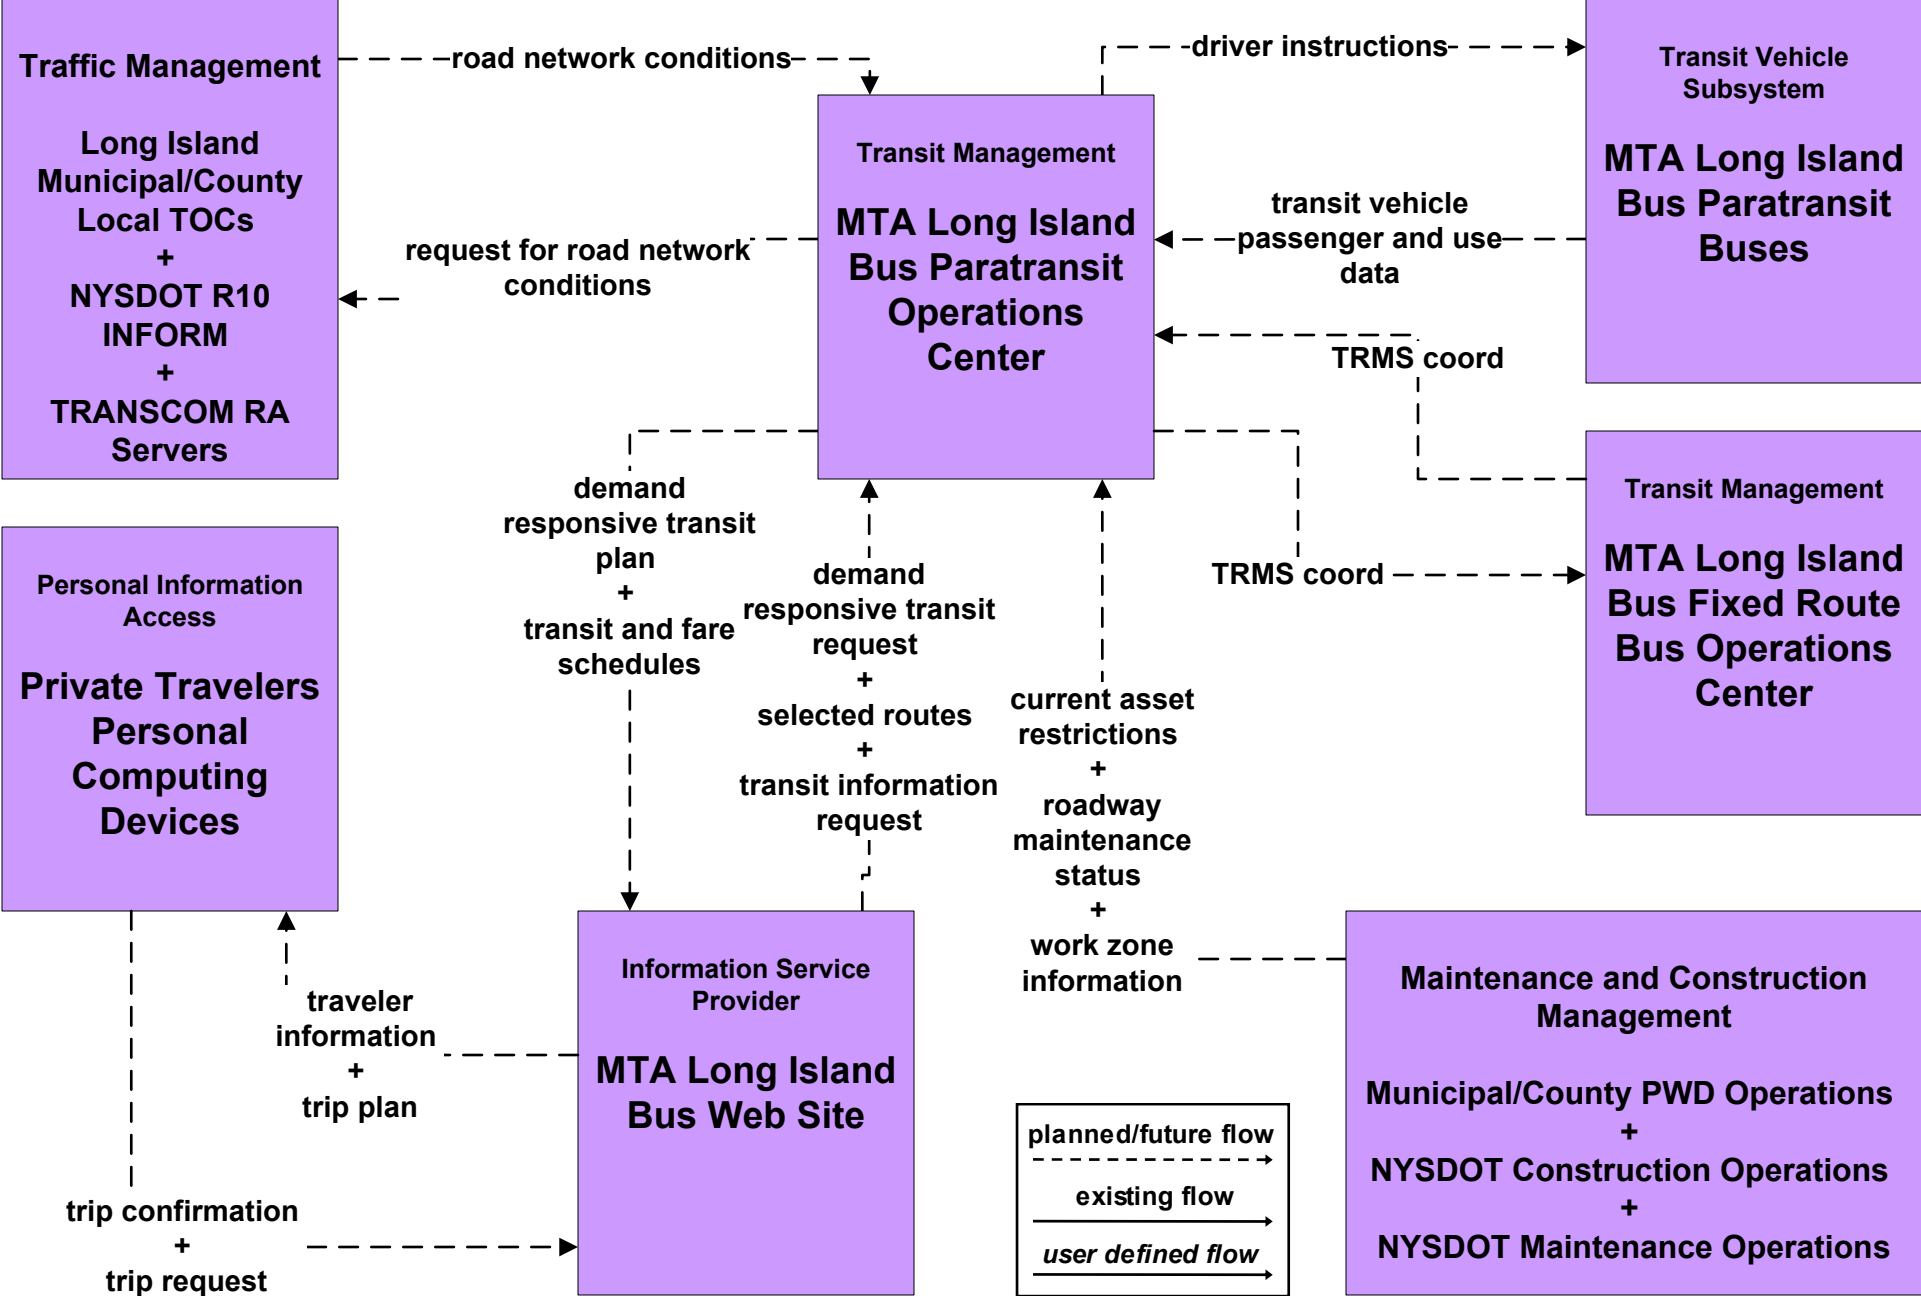 Traffic Management
Long Island
Municipal/County
Local TOCs
+
NYSDOT R10
INFORM
+
TRANSCOM RA
Servers
road network conditions
request for road network
conditions
Transit Management
MTA Long Island
Bus Paratransit
Operations
Center
driver instructions
Transit Vehicle
Subsystem
MTA Long Island
Bus Paratransit
Buses
transit vehicle
passenger and use
data
TRMS coord
TRMS coord
Transit Management
MTA Long Island
Bus Fixed Route
Bus Operations
Center
Personal Information
Access
Private Travelers
Personal
Computing
Devices
demand
responsive transit
plan
+
transit and fare
schedules
demand
responsive transit
request
+
selected routes
+
transit information
request
current asset
restrictions
+
roadway
maintenance
status
+
work zone
information
traveler
information
+
trip plan
trip confirmation
+
trip request
Information Service
Provider
MTA Long Island
Bus Web Site
planned/future flow
existing flow
user defined flow
Maintenance and Construction
Management
Municipal/County PWD Operations
+
NYSDOT Construction Operations
+
NYSDOT Maintenance Operations